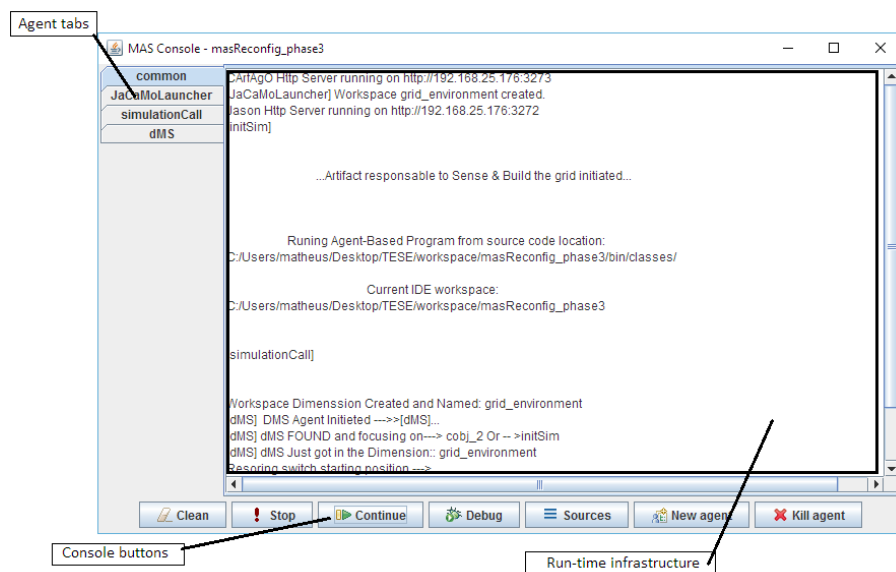 Agent tabs
MAS Console - masReconfig_phase3
common
JaCaMoLauncher
simulationCall
dMS
CArtAgO Http Server running on http://192.168.25.176:3273
JaCaMoLauncher] Workspace grid_environment created.
Jason Http Server running on http://192.168.25.176:3272
initSim]
...Artifact responsable to Sense & Build the grid initiated...
Runing Agent-Based Program from source code location:
C:/Users/matheus/Desktop/TESE/workspace/masReconfig_phase3/bin/classes/
Current IDE workspace:
C:/Users/matheus/Desktop/TESE/workspace/masReconfig_phase3
simulationCall]
Workspace Dimenssion Created and Named: grid_environment
dMS] DMS Agent Initieted --->>[dMS]...
dMS] dMS FOUND and focusing on---> cobj_2 Or -- >initSim
dMS] dMS Just got in the Dimension:: grid_environment
Resoring switch starting position --->
Clean
Stop
Continue
Debug
Sources
New agent
Kill agent
Console buttons
Run-time infrastructure